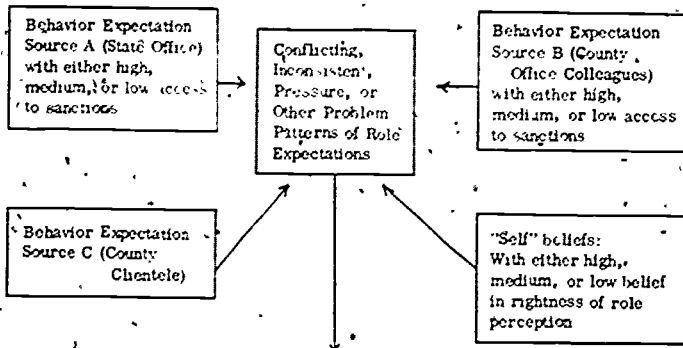 Behavior Expectation
Source A (State Office)
with either high,
medium, or low access
to sanctions
Conflicting,
Inconsistent,
Pressure, or
Other Problem
Patterns of Role
Expectations
Behavior Expectation
Source B (County
Office Colleagues)
with either high,
medium, or low access
to sanctions
Behavior Expectation
Source C (County
Clientele)
"Self" beliefs:
With either high,
medium, or low belief
in rightness of role
perception